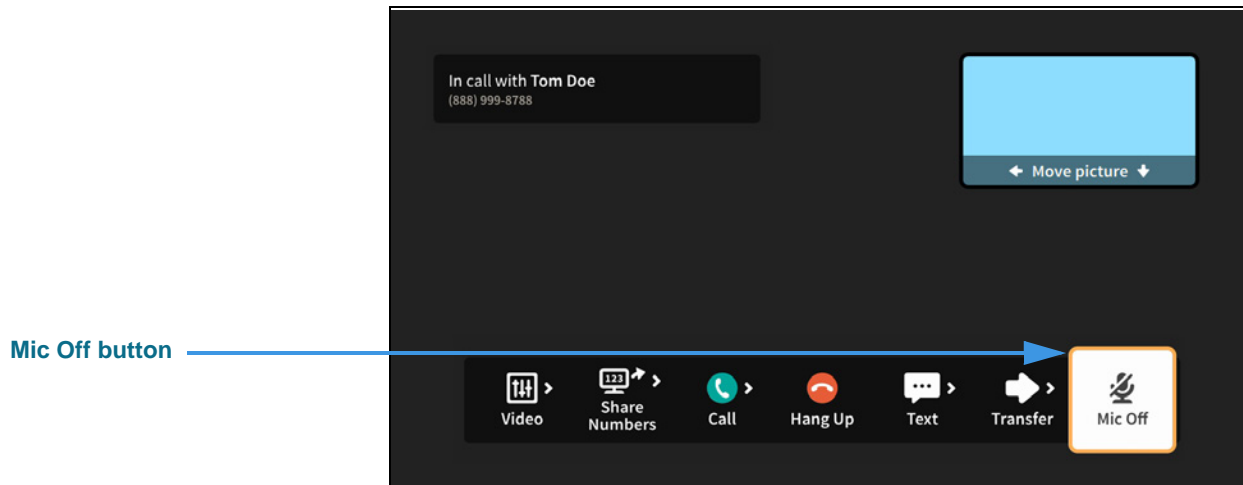 In call with Tom Doe
(888) 999-8788
Move picture
Mic Off button
123
Video
Share
Numbers
Call
Hang Up
Text
Transfer
Mic Off